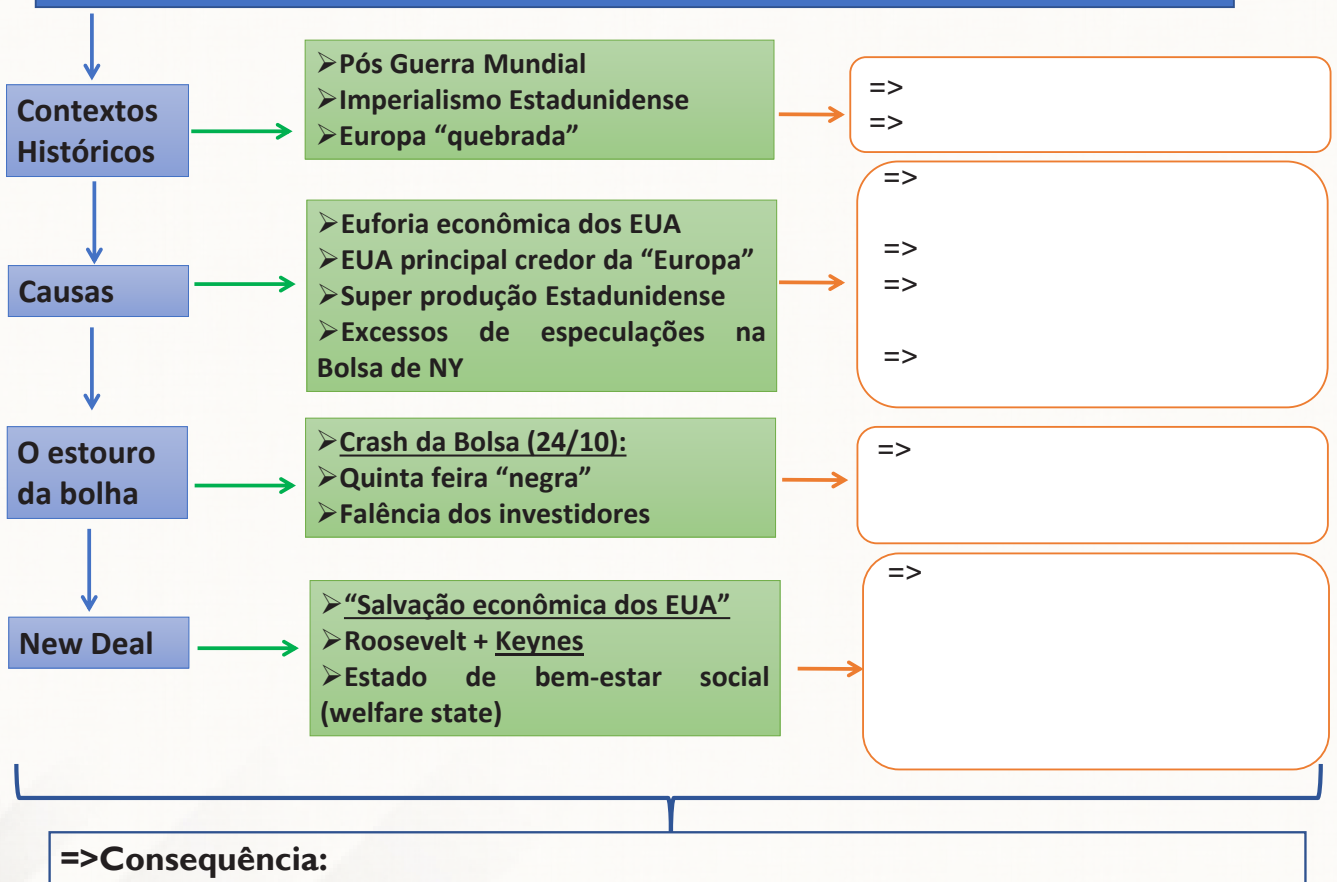 Contextos
Históricos
➢Pós Guerra Mundial
➢Imperialismo Estadunidense
➢Europa “quebrada”
=>
=>
Causas
➢Euforia econômica dos EUA
➢EUA principal credor da “Europa”
➢Super produção Estadunidense
➢Excessos de especulações na
Bolsa de NY
=>
=>
=>
=>
O estouro
da bolha
➢Crash da Bolsa (24/10):
➢Quinta feira “negra”
➢Falência dos investidores
=>
New Deal
➢“Salvação econômica dos EUA”
➢Roosevelt + Keynes
➢Estado de bem-estar social
(welfare state)
=>
=>Consequência: